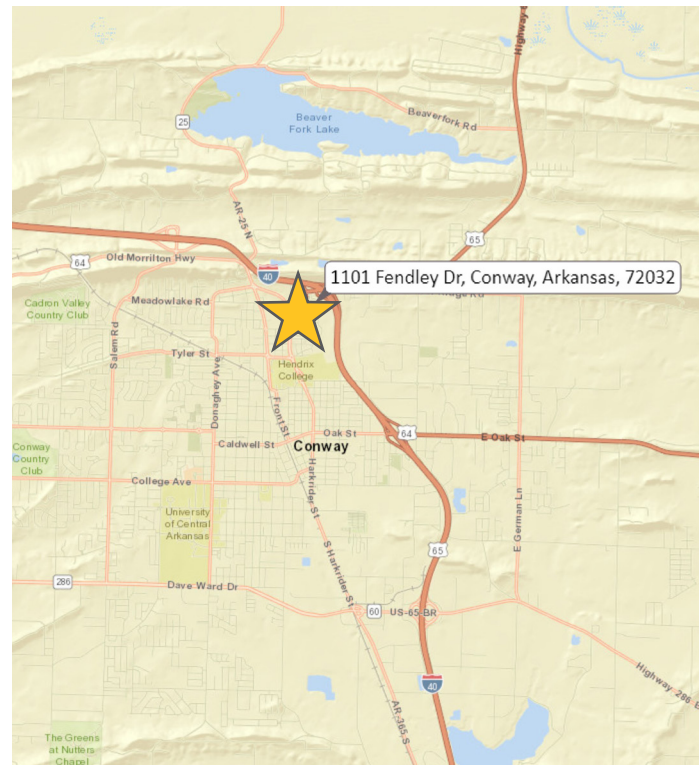 Highway
Beaverfork Rd
Beaver
Fork Lake
25
AR-25 N
65
64
Old Morrilton Hwy
40
1101 Fendley Dr, Conway, Arkansas, 72032
Cadron Valley
Country Club
Meadowlake Rd
Salem Rd
Tyler St
Donaghey Ave
Hendrix
College
Front St
Oak St
64
E Oak St
Caldwell St
Conway
Conway
Country
Club
College Ave
Harkrider St
E German Ln
University
of Central
Arkansas
65
S Harkrider St
286
Dave Ward Dr
60
US-65 BR
Highway 286 E
40
AR-365 S
The Greens
at Nutters
Chapel